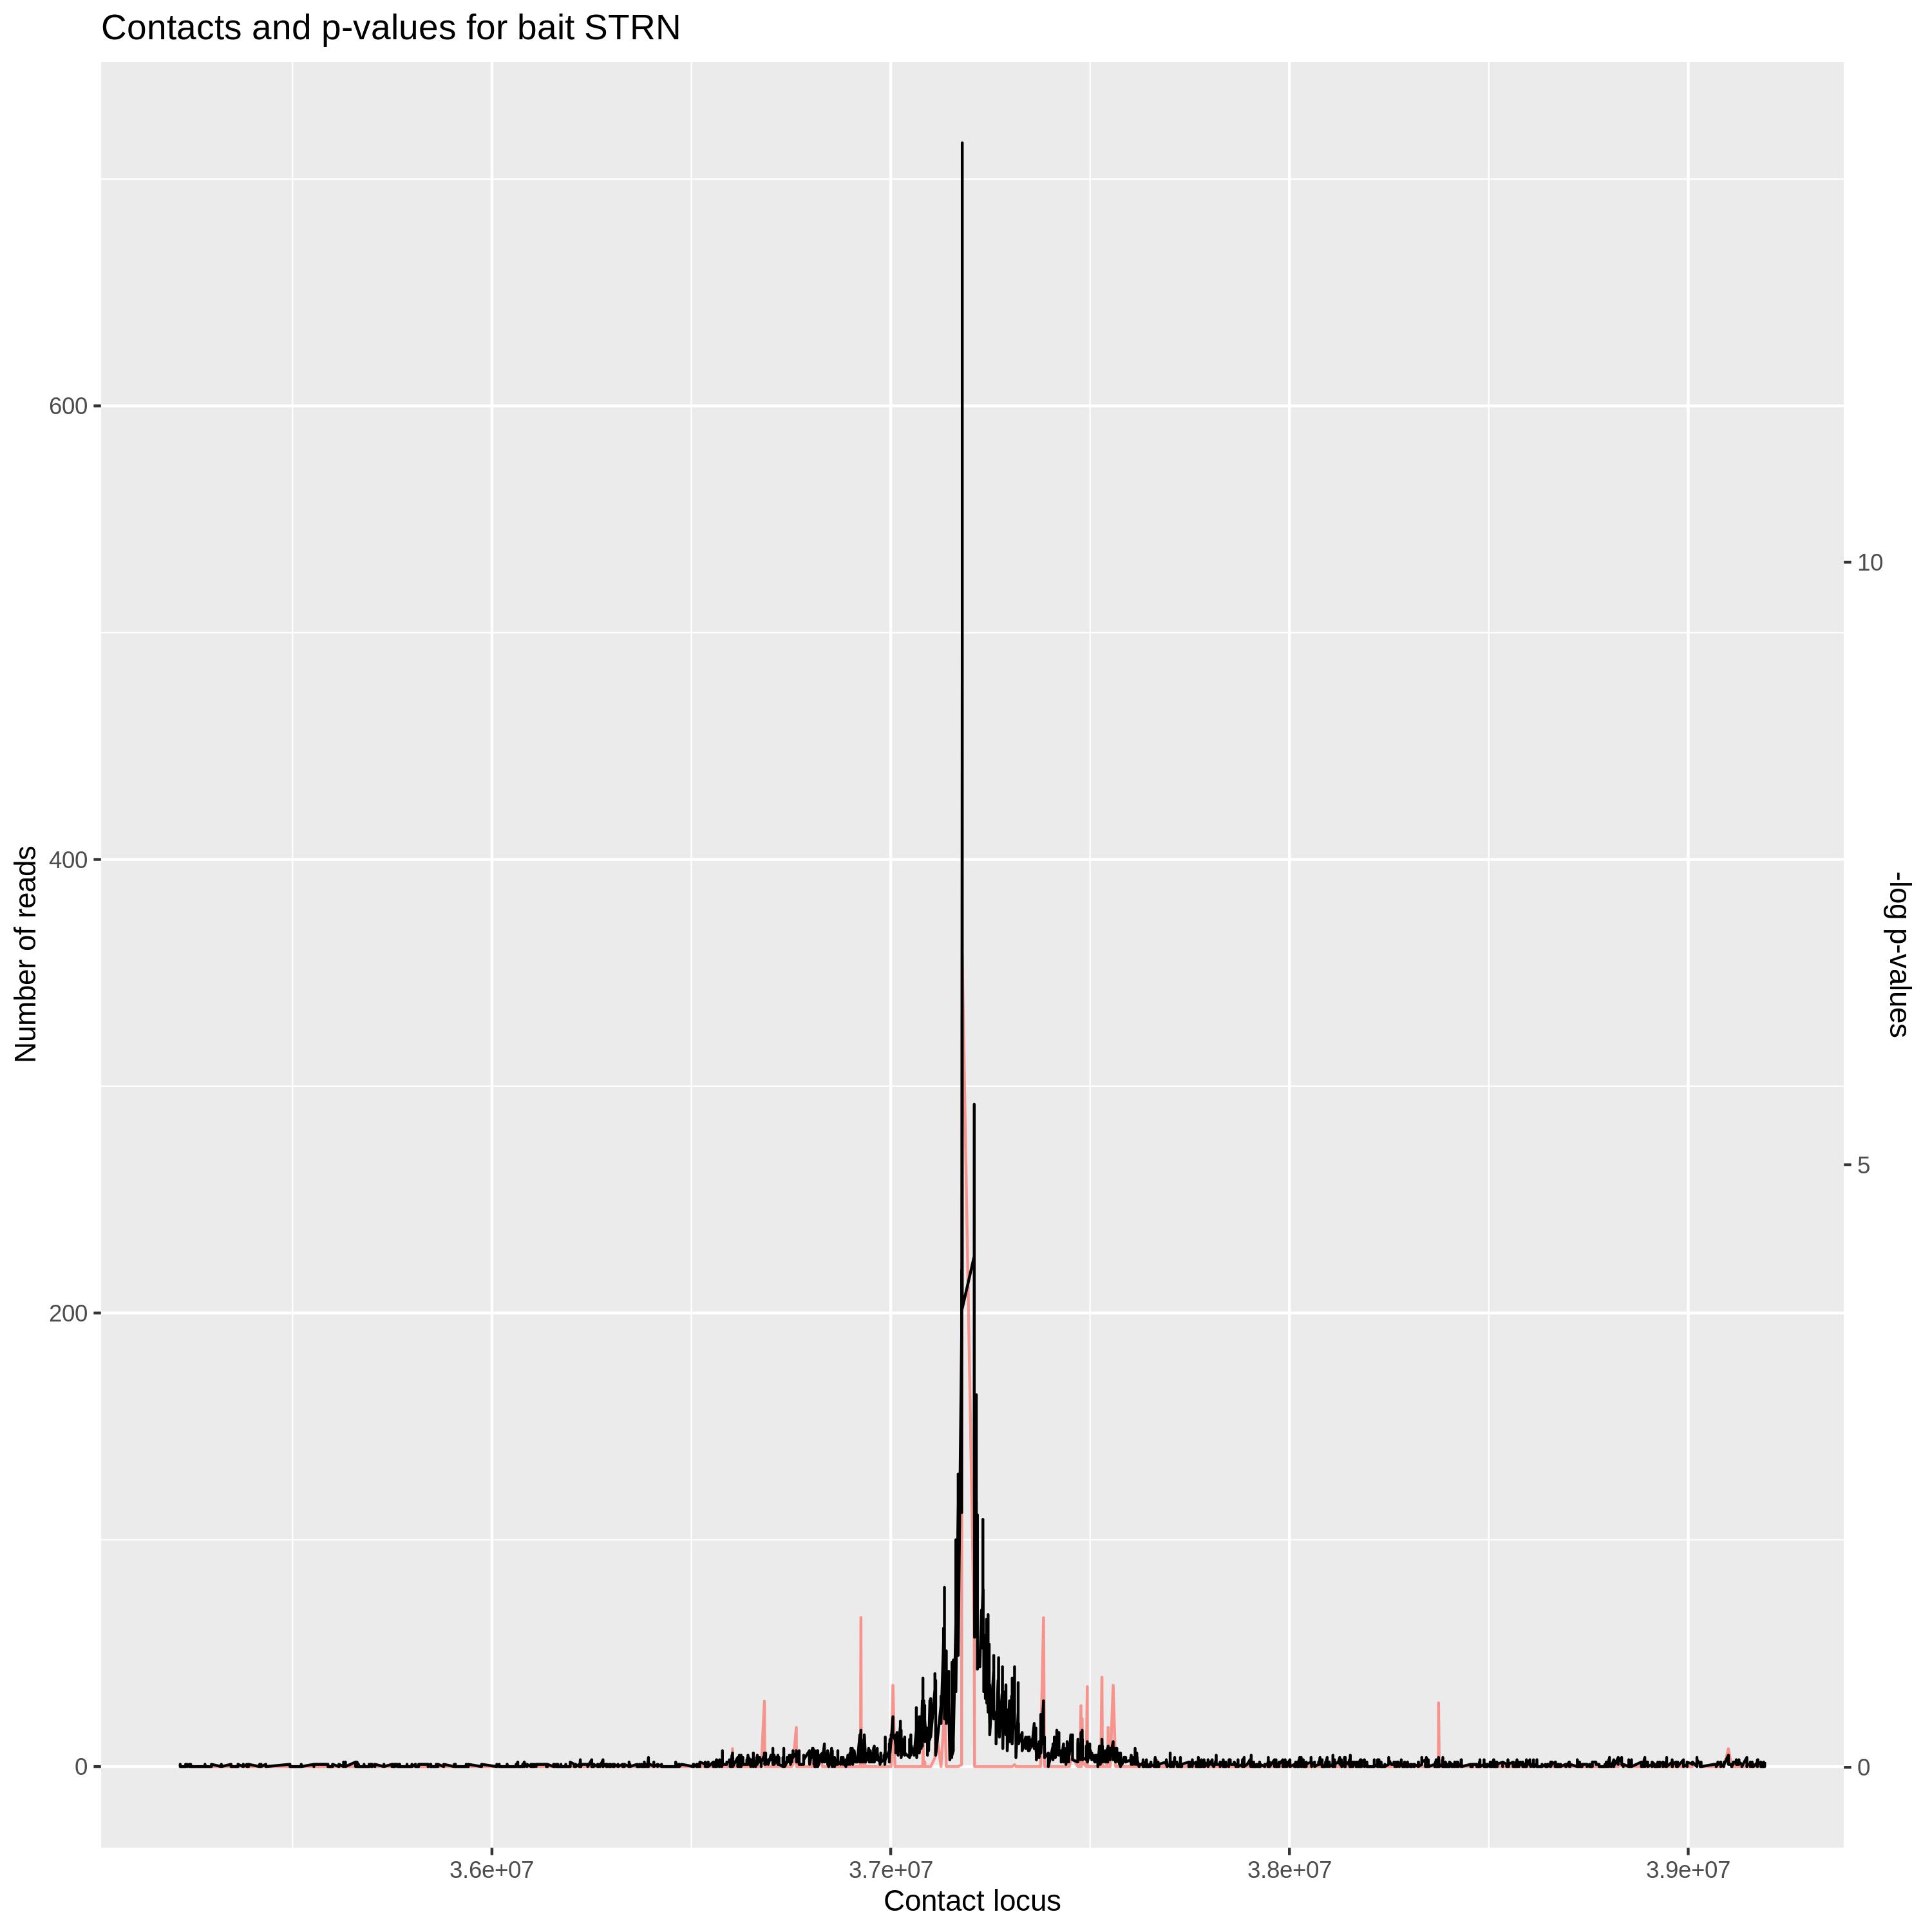 Contacts and p-values for bait STRN
600
400
200
0
Number of reads
10
5
0
-log p-values
3.6e+07
3.7e+07
3.8e+07
3.9e+07
Contact locus